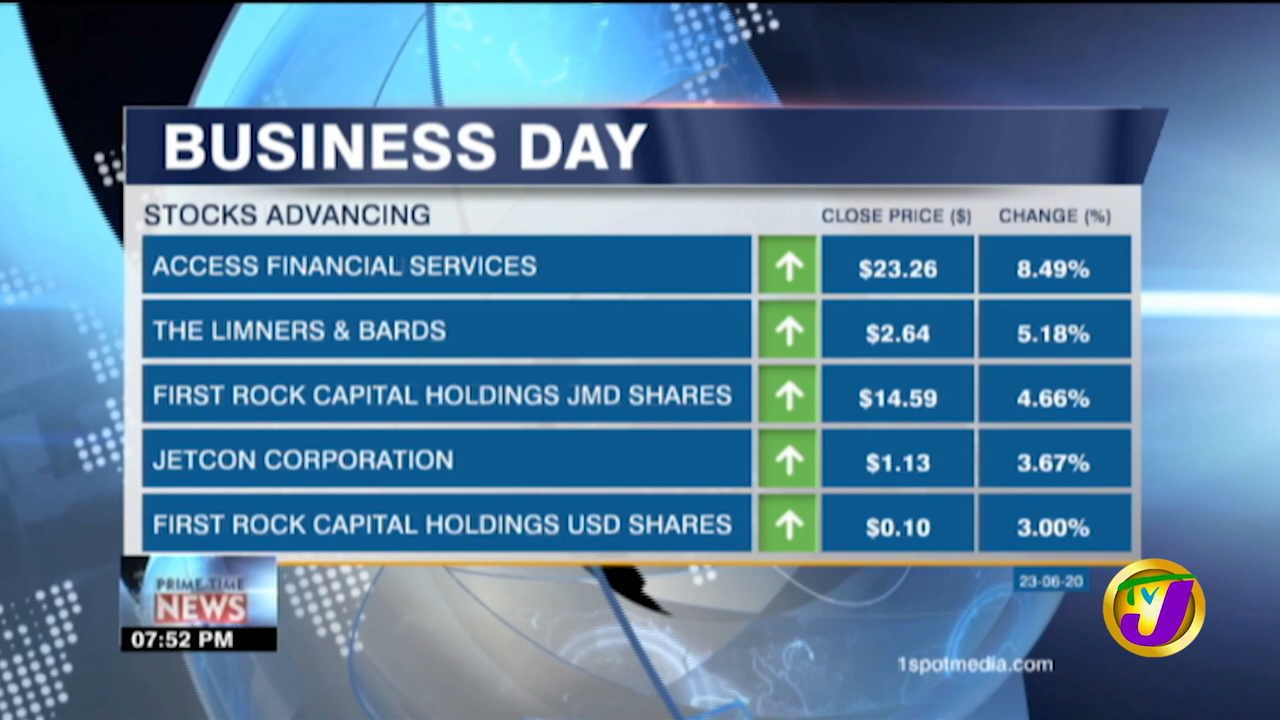 BUSINESS DAY
STOCKS ADVANCING CLOSE PRICE ($) CHANGE (%)
ACCESS FINANCIAL SERVICES $23.26 8.49%
THE LIMNERS & BARDS $2.64 5.18%
FIRST ROCK CAPITAL HOLDINGS JMD SHARES $14.59 4.66%
JETCON CORPORATION $1.13 3.67%
FIRST ROCK CAPITAL HOLDINGS USD SHARES $0.10 3.00%
PRIME TIME
NEWS
07:52 PM
23-06-20
TVJ
1spotmedia.com